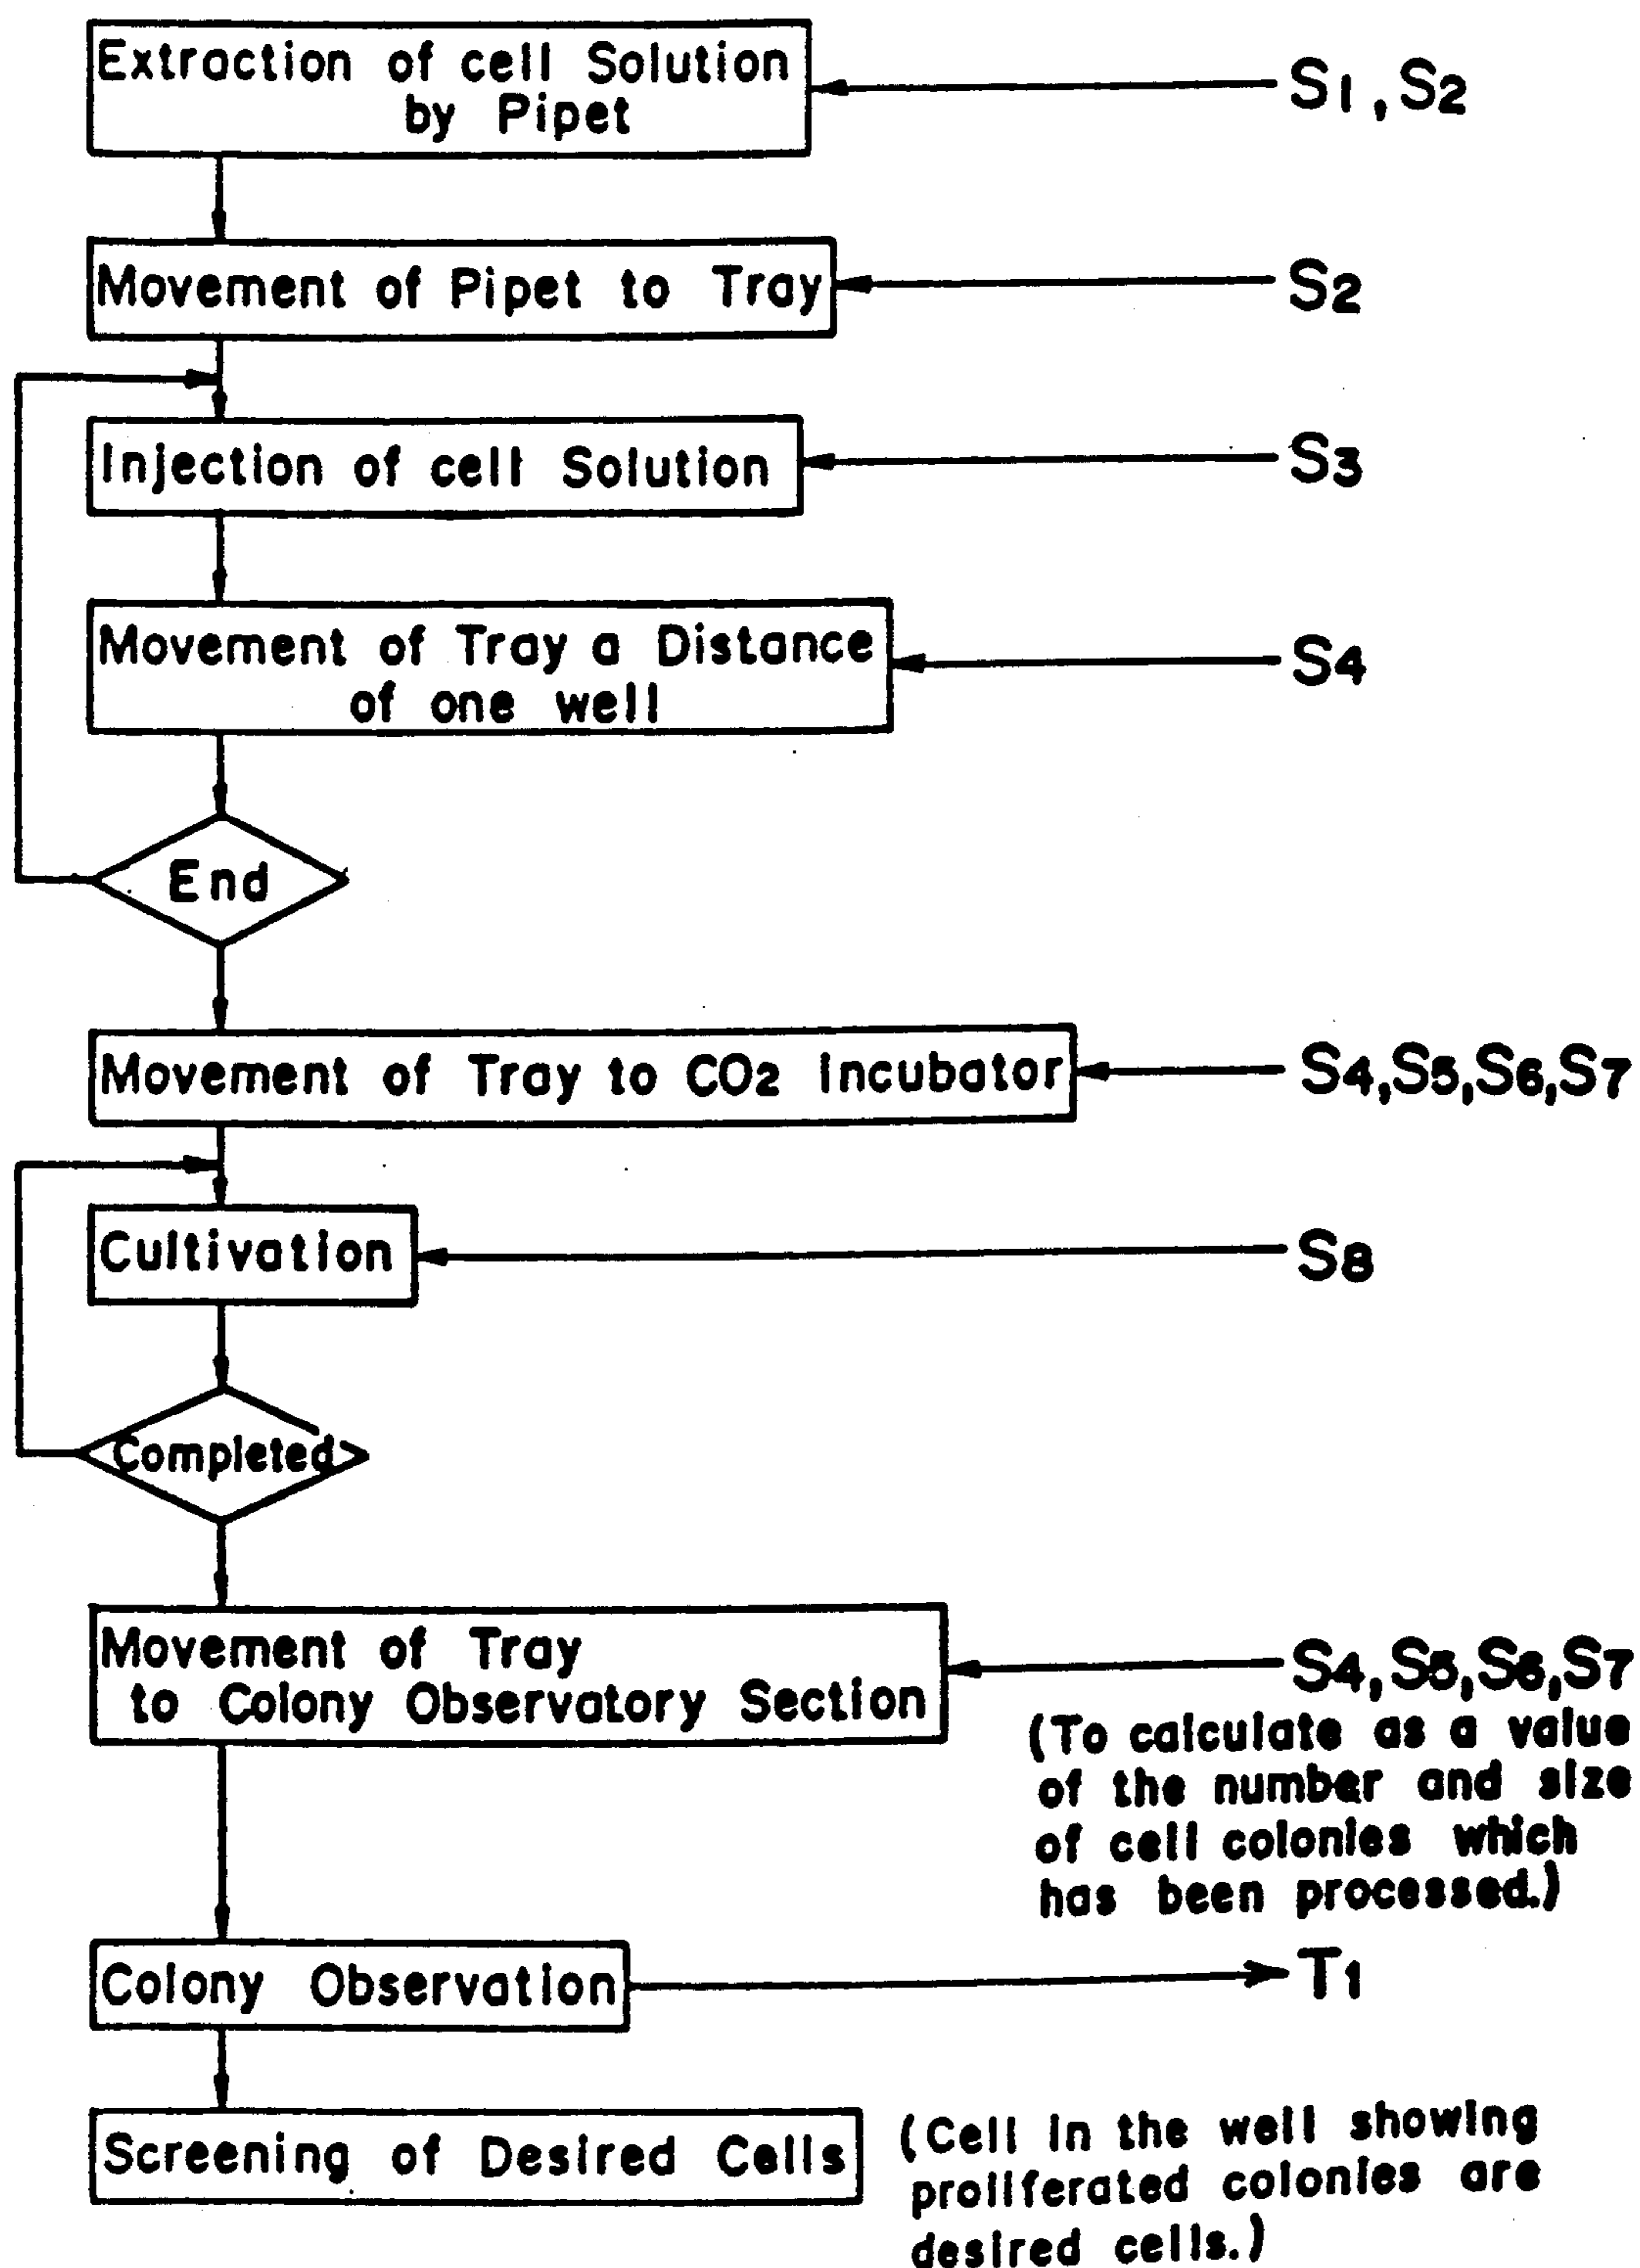 Extraction of cell Solution
by Pipet
S1, S2
Movement of Pipet to Tray
S2
Injection of cell Solution
S3
Movement of Tray a Distance
of one well
S4
End
Movement of Tray to CO2 Incubator
S4,S5,S6,S7
Cultivation
S8
Completed
Movement of Tray
to Colony Observatory Section
S4,S5,S6,S7
(To calculate as a value
of the number and size
of cell colonies which
has been processed.)
Colony Observation
T1
Screening of Desired Cells
(Cell in the well showing
proliferated colonies are
desired cells.)